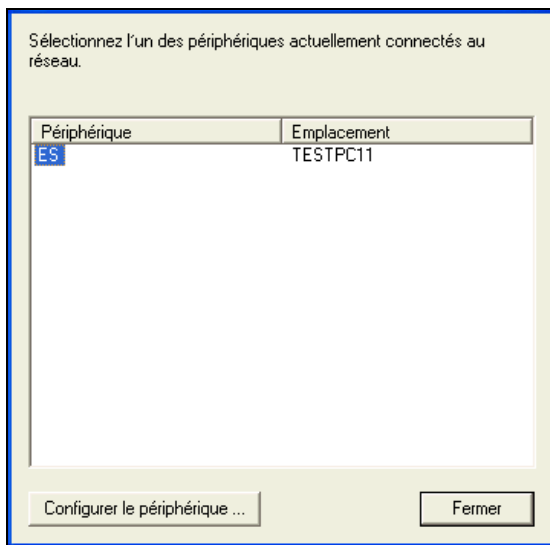 Sélectionnez l'un des périphériques actuellement connectés au
réseau.
Périphérique Emplacement
ES TESTPC11
Configurer le périphérique ... Fermer